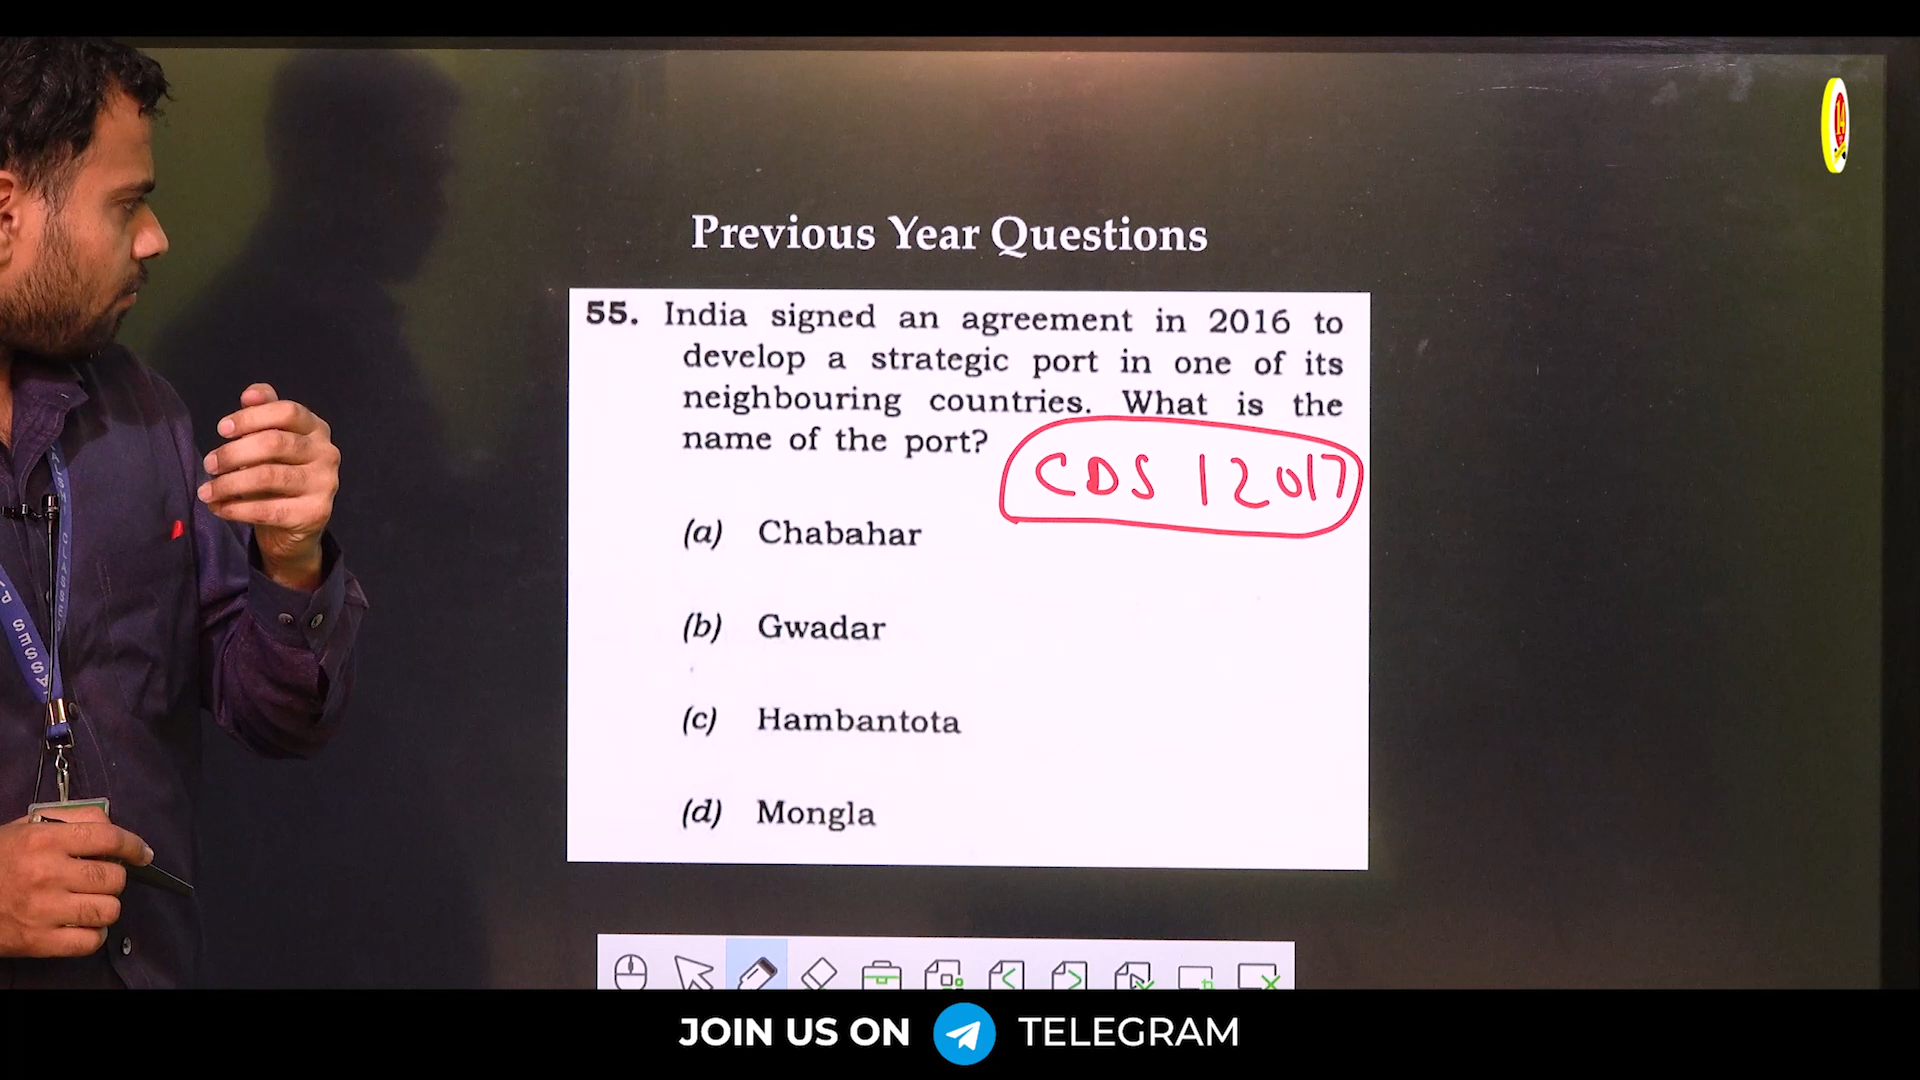 Previous Year Questions
55. India signed an agreement in 2016 to
develop a strategic port in one of its
neighbouring countries. What is the
name of the port?
CDS 1 2017
(a) Chabahar
(b) Gwadar
(c) Hambantota
(d) Mongla
JOIN US ON TELEGRAM